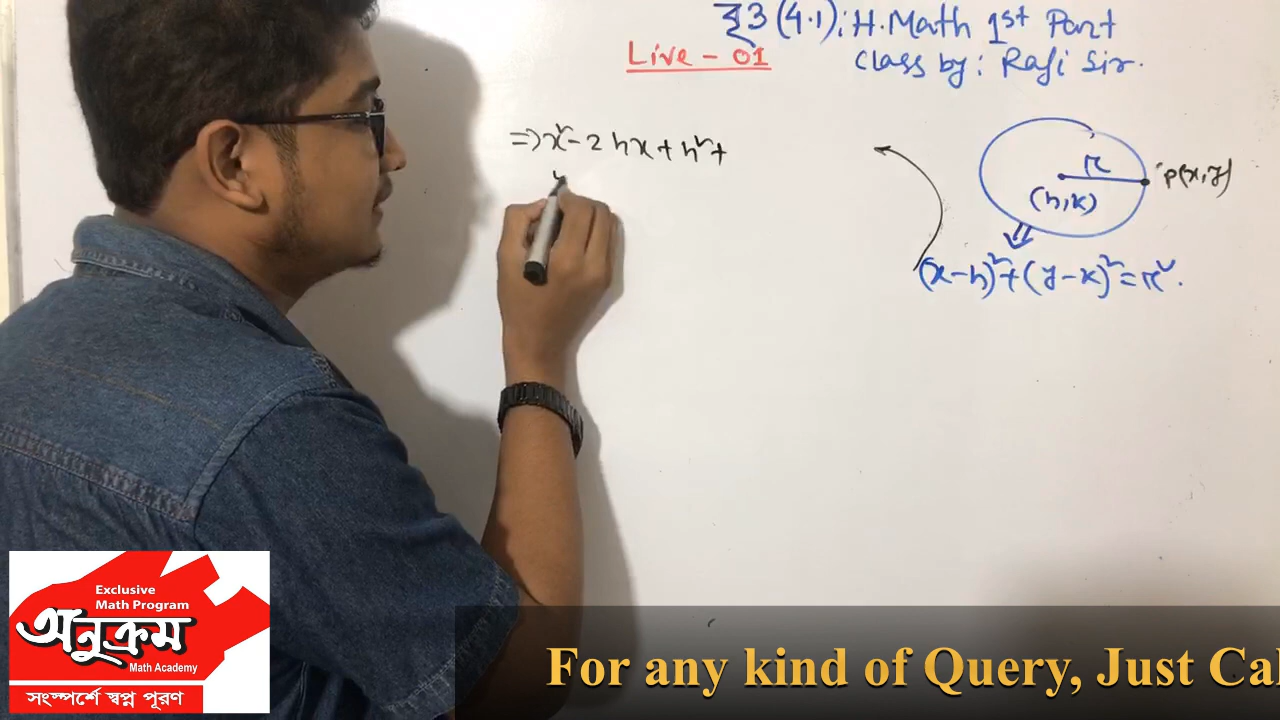 বৃত্ত (4.1): H.Math 1st Part
Live - 01
Class by: Rafi Sir.
⇒ x² - 2hx + h² +
r
P(x,y)
(h,k)
(x-h)² + (y-k)² = r².
Exclusive
Math Program
অনুক্রম
Math Academy
সংস্পর্শে স্বপ্ন পূরণ
For any kind of Query, Just Cal